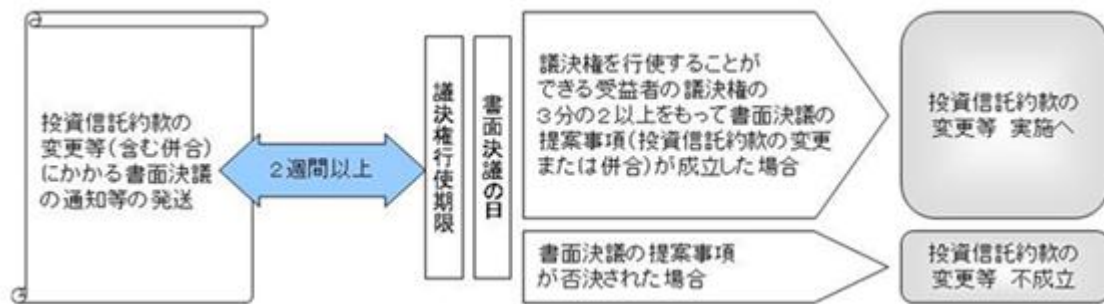 投資信託約款の
変更等(含む併合)
にかかる書面決議
の通知等の発送
2週間以上
議決権行使期限
書面決議の日
議決権を行使することが
できる受益者の議決権の
3分の2以上をもって書面決議の
提案事項(投資信託約款の変更
または併合)が成立した場合
投資信託約款の
変更等 実施へ
書面決議の提案事項
が否決された場合
投資信託約款の
変更等 不成立